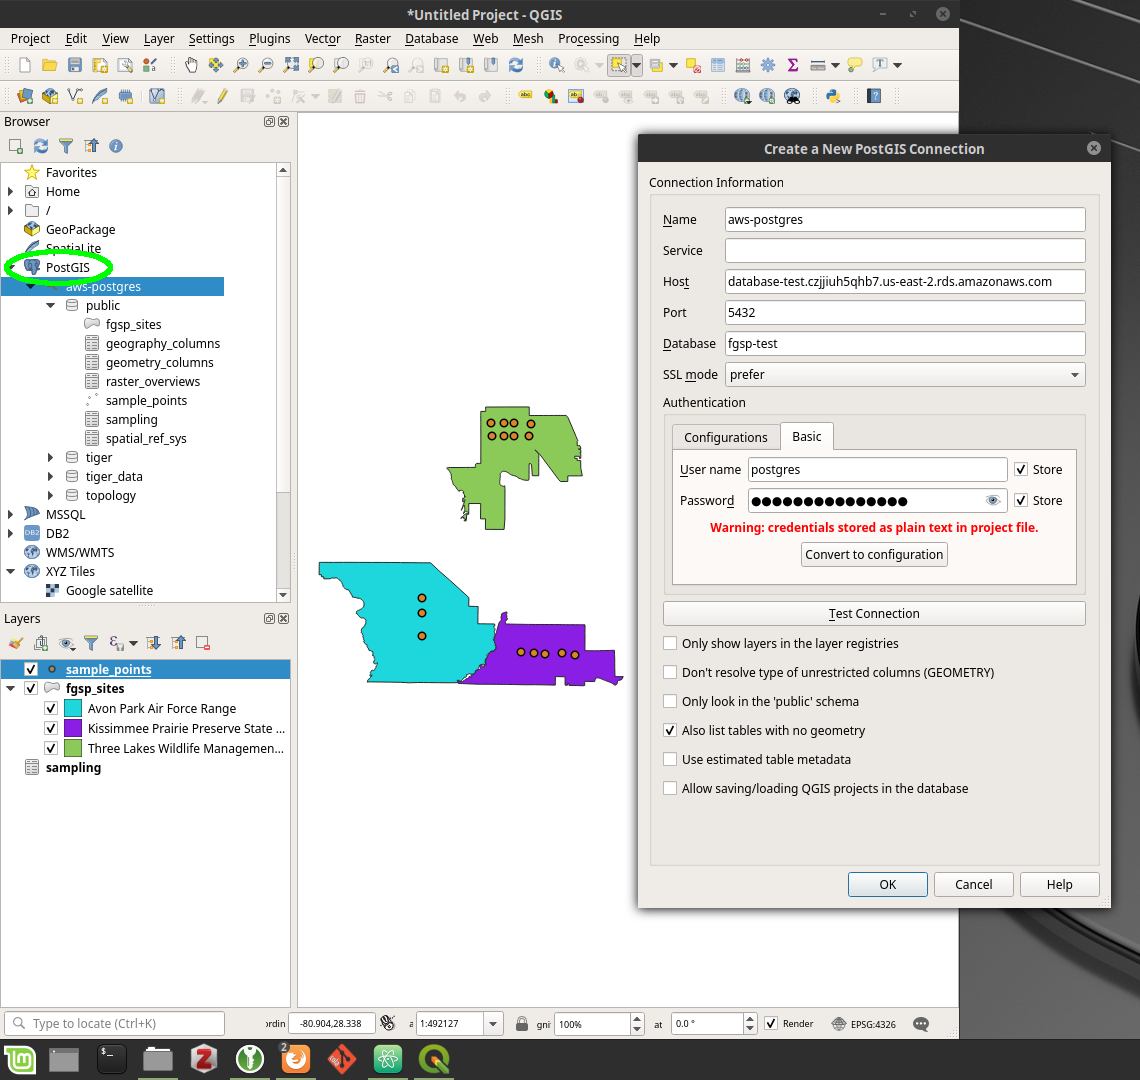 *Untitled Project - QGIS
Project Edit View Layer Settings Plugins Vector Raster Database Web Mesh Processing Help
Browser
Favorites
Home
/
GeoPackage
SpatiaLite
PostGIS
aws-postgres
public
fgsp_sites
geography_columns
geometry_columns
raster_overviews
sample_points
sampling
spatial_ref_sys
tiger
tiger_data
topology
MSSQL
DB2
WMS/WMTS
XYZ Tiles
Google satellite
Layers
sample_points
fgsp_sites
Avon Park Air Force Range
Kissimmee Prairie Preserve State ...
Three Lakes Wildlife Managemen...
sampling
Create a New PostGIS Connection
Connection Information
Name aws-postgres
Service
Host database-test.czjjiuh5qhb7.us-east-2.rds.amazonaws.com
Port 5432
Database fgsp-test
SSL mode prefer
Authentication
Configurations Basic
User name postgres Store
Password ●●●●●●●●●●●●●●● Store
Warning: credentials stored as plain text in project file.
Convert to configuration
Test Connection
Only show layers in the layer registries
Don't resolve type of unrestricted columns (GEOMETRY)
Only look in the 'public' schema
Also list tables with no geometry
Use estimated table metadata
Allow saving/loading QGIS projects in the database
OK Cancel Help
Type to locate (Ctrl+K) ordin -80.904,28.338 1:492127 gni 100% at 0.0 ° Render EPSG:4326
2